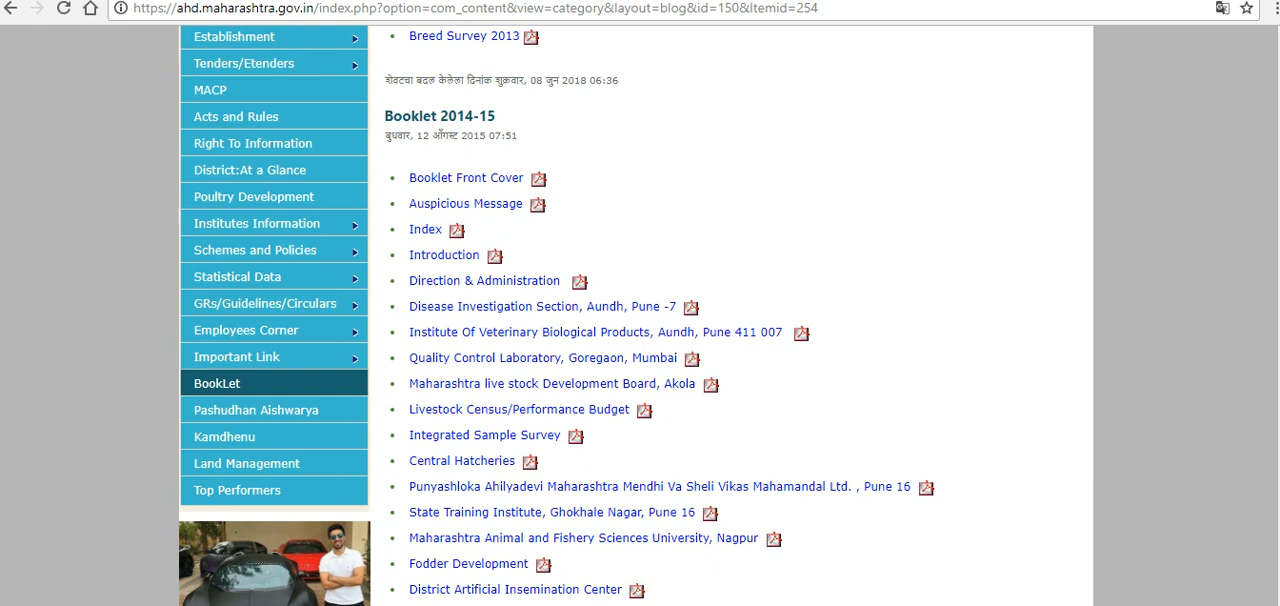 https://ahd.maharashtra.gov.in/index.php?option=com_content&view=category&layout=blog&id=150&Itemid=254
Establishment
Tenders/Etenders
MACP
Acts and Rules
Right To Information
District:At a Glance
Poultry Development
Institutes Information
Schemes and Policies
Statistical Data
GRs/Guidelines/Circulars
Employees Corner
Important Link
BookLet
Pashudhan Aishwarya
Kamdhenu
Land Management
Top Performers
Breed Survey 2013
शेवटचा बदल केलेला दिनांक शुक्रवार, 08 जुन 2018 06:36
Booklet 2014-15
बुधवार, 12 ऑगस्ट 2015 07:51
Booklet Front Cover
Auspicious Message
Index
Introduction
Direction & Administration
Disease Investigation Section, Aundh, Pune -7
Institute Of Veterinary Biological Products, Aundh, Pune 411 007
Quality Control Laboratory, Goregaon, Mumbai
Maharashtra live stock Development Board, Akola
Livestock Census/Performance Budget
Integrated Sample Survey
Central Hatcheries
Punyashloka Ahilyadevi Maharashtra Mendhi Va Sheli Vikas Mahamandal Ltd. , Pune 16
State Training Institute, Ghokhale Nagar, Pune 16
Maharashtra Animal and Fishery Sciences University, Nagpur
Fodder Development
District Artificial Insemination Center